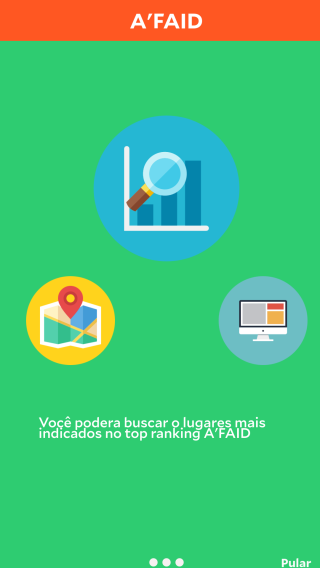 A'FAID
Você podera buscar o lugares mais
indicados no top ranking A'FAID
Pular